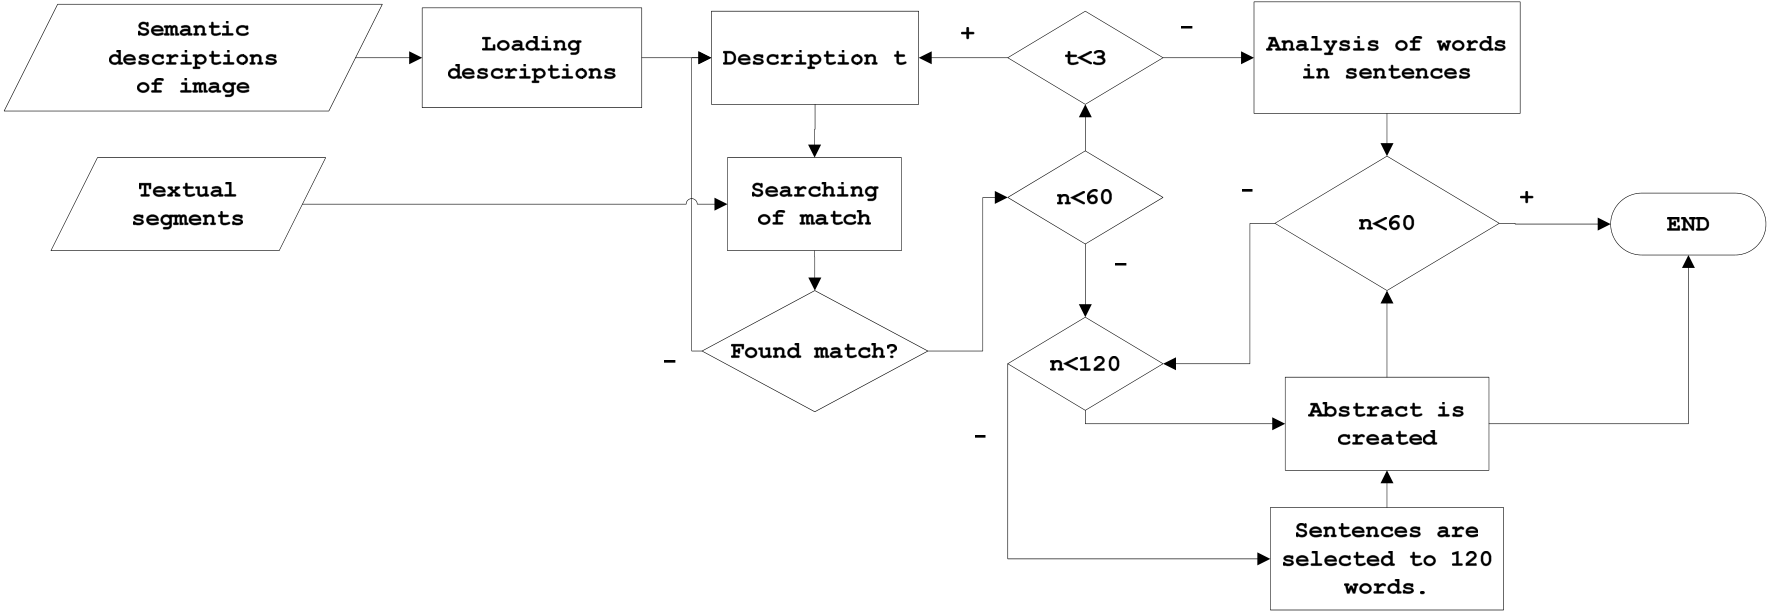 Semantic
descriptions
of image
Loading
descriptions
Description t
+
t<3
-
Analysis of words
in sentences
Textual
segments
Searching
of match
n<60
-
-
n<60
+
END
Found match?
-
n<120
-
Abstract is
created
Sentences are
selected to 120
words.